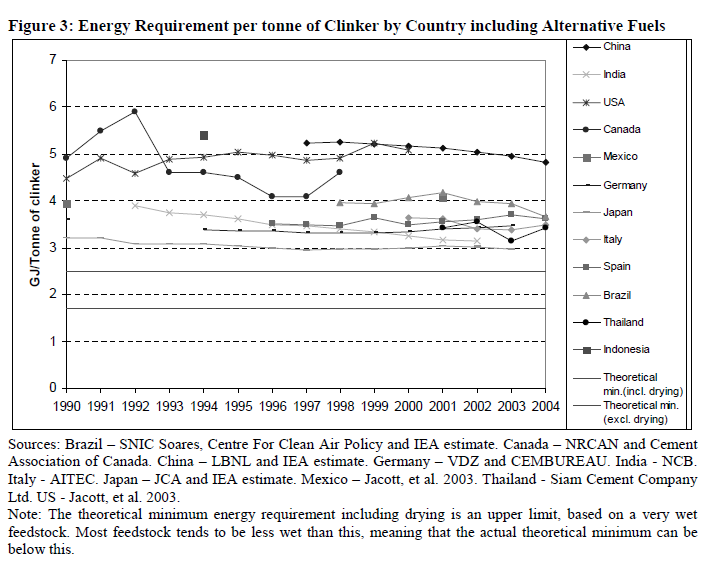 Figure 3: Energy Requirement per tonne of Clinker by Country including Alternative Fuels
7
6
5
4
3
2
1
0
GJ/Tonne of clinker
1990 1991 1992 1993 1994 1995 1996 1997 1998 1999 2000 2001 2002 2003 2004
China
India
USA
Canada
Mexico
Germany
Japan
Italy
Spain
Brazil
Thailand
Indonesia
Theoretical
min.(incl. drying)
Theoretical min.
(excl. drying)
Sources: Brazil – SNIC Soares, Centre For Clean Air Policy and IEA estimate. Canada – NRCAN and Cement
Association of Canada. China – LBNL and IEA estimate. Germany – VDZ and CEMBUREAU. India - NCB.
Italy - AITEC. Japan – JCA and IEA estimate. Mexico – Jacott, et al. 2003. Thailand - Siam Cement Company
Ltd. US - Jacott, et al. 2003.
Note: The theoretical minimum energy requirement including drying is an upper limit, based on a very wet
feedstock. Most feedstock tends to be less wet than this, meaning that the actual theoretical minimum can be
below this.